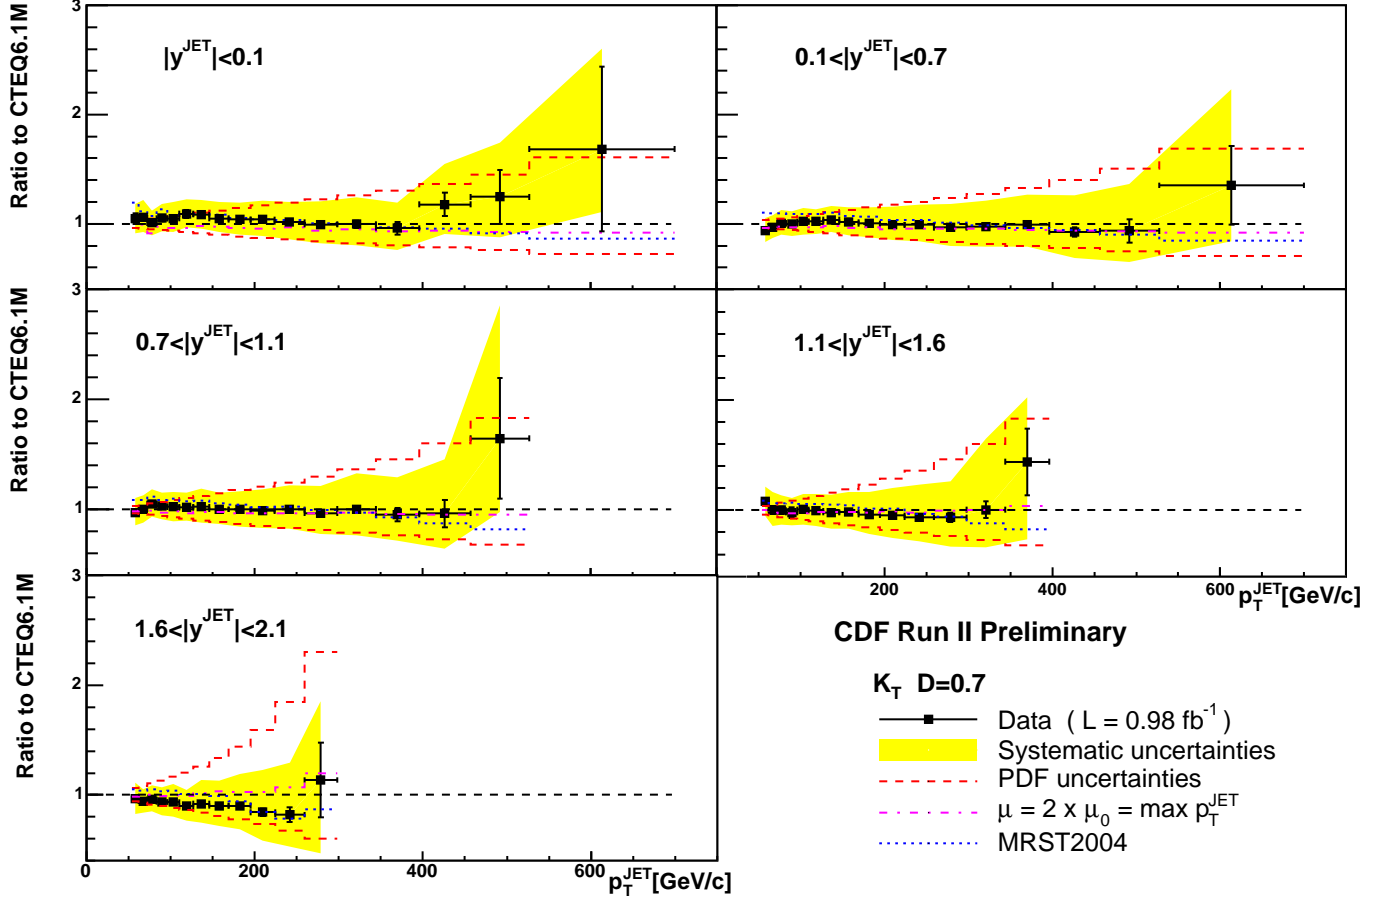 Ratio to CTEQ6.1M
3
2
1
|y^JET|<0.1
0.1<|y^JET|<0.7
Ratio to CTEQ6.1M
3
2
1
0.7<|y^JET|<1.1
1.1<|y^JET|<1.6
200
400
600
p_T^JET[GeV/c]
Ratio to CTEQ6.1M
3
2
1
1.6<|y^JET|<2.1
0
200
400
600
p_T^JET[GeV/c]
CDF Run II Preliminary
K_T D=0.7
Data ( L = 0.98 fb^-1)
Systematic uncertainties
PDF uncertainties
μ = 2 x μ_0 = max p_T^JET
MRST2004